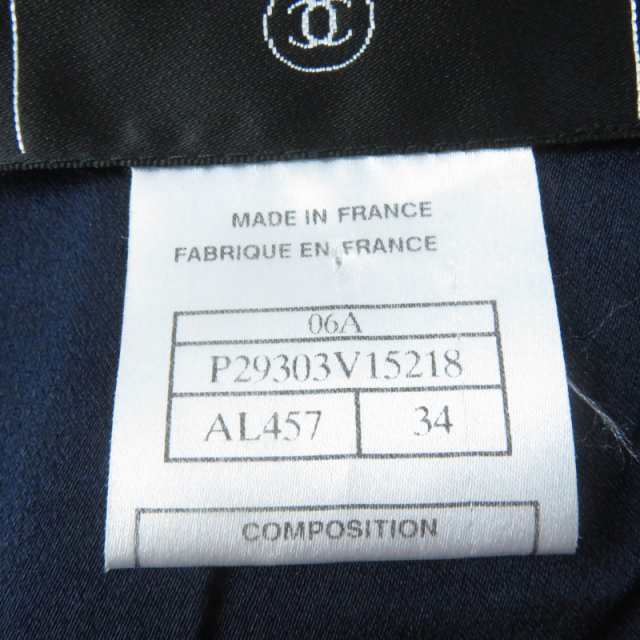 MADE IN FRANCE
FABRIQUE EN FRANCE
06A
P29303V15218
AL457 34
COMPOSITION